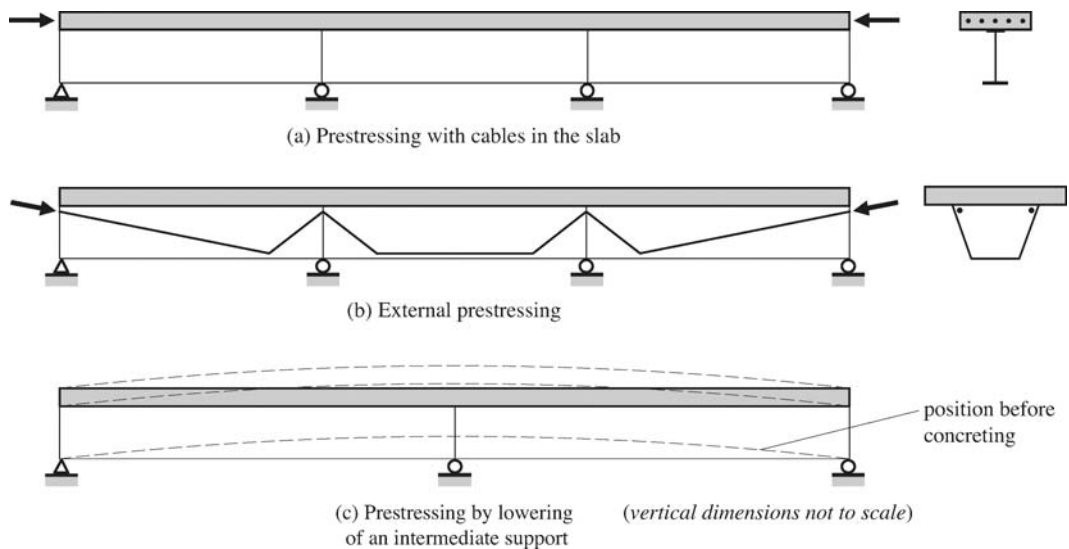 (a) Prestressing with cables in the slab
(b) External prestressing
position before
concreting
(c) Prestressing by lowering
of an intermediate support
(vertical dimensions not to scale)